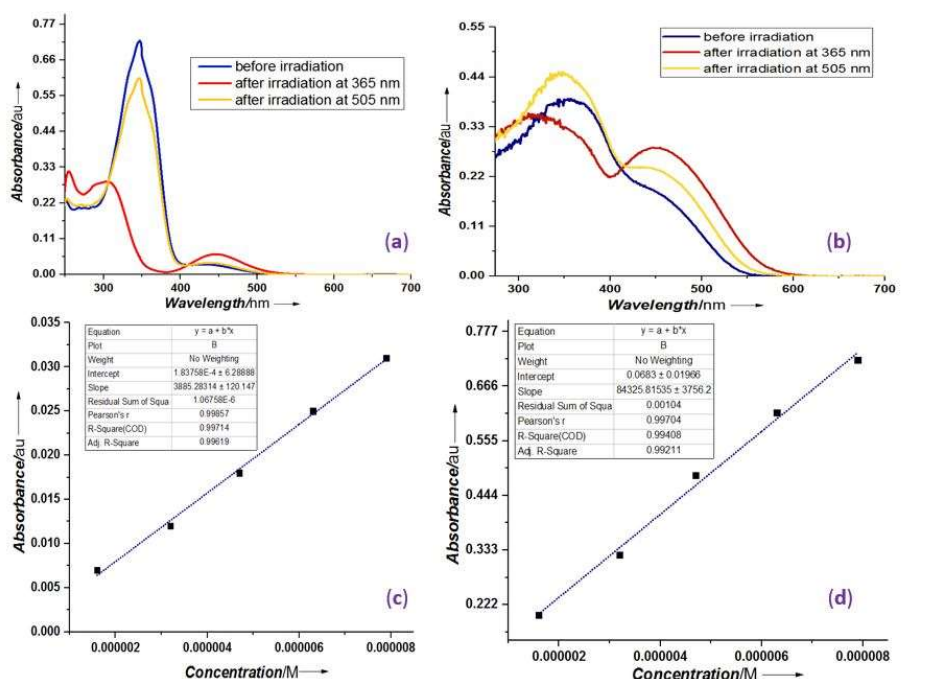 0.77
0.66
0.55
0.44
0.33
0.22
0.11
0.00
Absorbance/au
before irradiation
after irradiation at 365 nm
after irradiation at 505 nm
(a)
300 400 500 600 700
Wavelength/nm
0.55
0.44
0.33
0.22
0.11
0.00
Absorbance/au
before irradiation
after irradiation at 365 nm
after irradiation at 505 nm
(b)
300 400 500 600 700
Wavelength/nm
0.035
0.030
0.025
0.020
0.015
0.010
0.005
0.000
Absorbance/au
Equation y = a + b*x
Plot B
Weight No Weighting
Intercept 1.83758E-4 ± 6.28888
Slope 3885.28314 ± 120.147
Residual Sum of Squa 1.06758E-6
Pearson's r 0.99857
R-Square(COD) 0.99714
Adj. R-Square 0.99619
(c)
0.000002 0.000004 0.000006 0.000008
Concentration/M
0.777
0.666
0.555
0.444
0.333
0.222
Absorbance/au
Equation y = a + b*x
Plot B
Weight No Weighting
Intercept 0.0683 ± 0.01966
Slope 84325.81535 ± 3756.2
Residual Sum of Squa 0.00104
Pearson's r 0.99704
R-Square(COD) 0.99408
Adj. R-Square 0.99211
(d)
0.000002 0.000004 0.000006 0.000008
Concentration/M